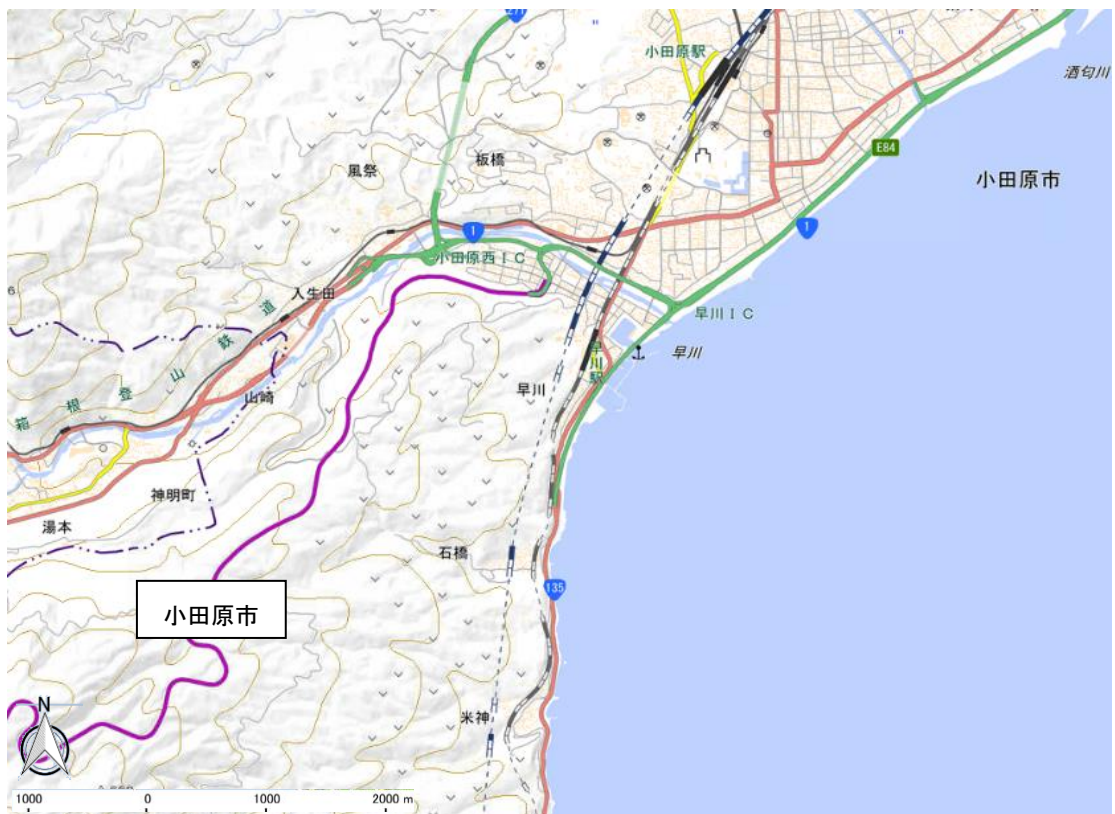 271
小田原駅
酒匂川
E84
板橋
風祭
小田原市
1
1
小田原西IC
入生田
早川IC
早川
早川駅
箱根登山鉄道
山崎
早川
神明町
湯本
石橋
135
小田原市
N
米神
1000 0 1000 2000 m